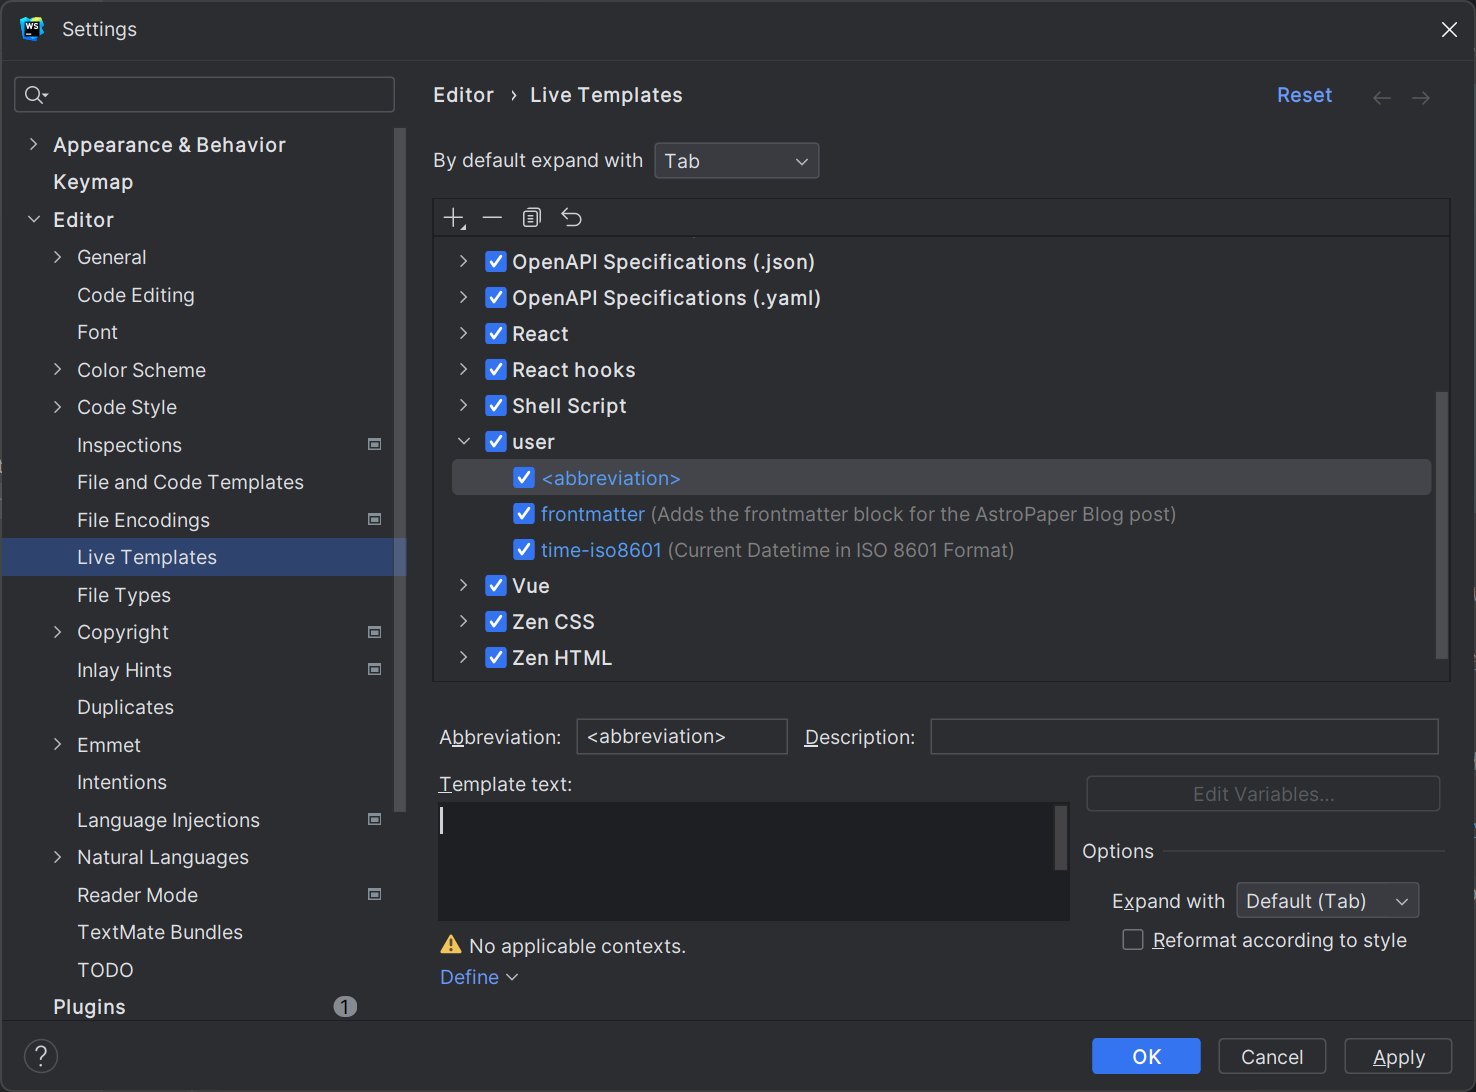 WS
Settings
Appearance & Behavior
Keymap
Editor
General
Code Editing
Font
Color Scheme
Code Style
Inspections
File and Code Templates
File Encodings
Live Templates
File Types
Copyright
Inlay Hints
Duplicates
Emmet
Intentions
Language Injections
Natural Languages
Reader Mode
TextMate Bundles
TODO
Plugins 1
?
Editor › Live Templates
Reset
By default expand with Tab
OpenAPI Specifications (.json)
OpenAPI Specifications (.yaml)
React
React hooks
Shell Script
user
<abbreviation>
frontmatter (Adds the frontmatter block for the AstroPaper Blog post)
time-iso8601 (Current Datetime in ISO 8601 Format)
Vue
Zen CSS
Zen HTML
Abbreviation: <abbreviation> Description:
Template text:
Edit Variables...
Options
Expand with Default (Tab)
Reformat according to style
No applicable contexts.
Define
OK Cancel Apply